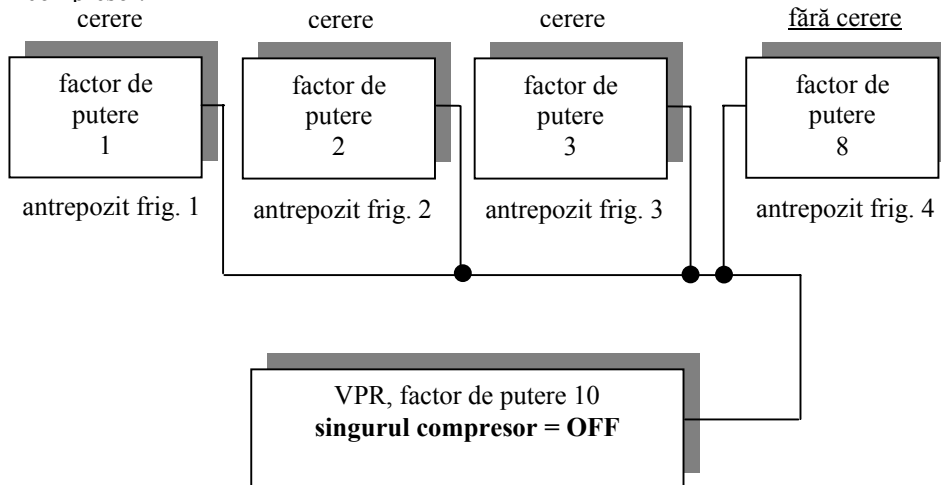 cerere
cerere
cerere
fără cerere
factor de
putere
1
factor de
putere
2
factor de
putere
3
factor de
putere
8
antrepozit frig. 1
antrepozit frig. 2
antrepozit frig. 3
antrepozit frig. 4
VPR, factor de putere 10
singurul compresor = OFF